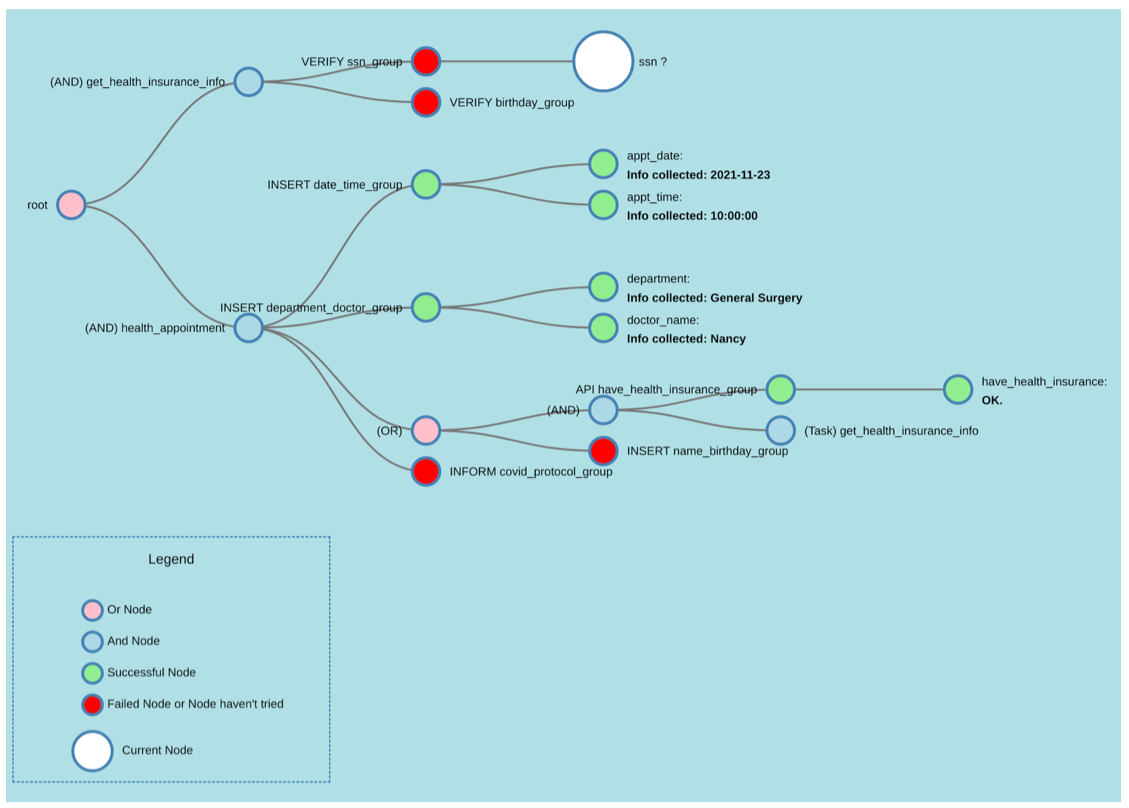 VERIFY ssn_group
ssn ?
(AND) get_health_insurance_info
VERIFY birthday_group
appt_date:
Info collected: 2021-11-23
INSERT date_time_group
appt_time:
root
Info collected: 10:00:00
department:
Info collected: General Surgery
INSERT department_doctor_group
doctor_name:
(AND) health_appointment
Info collected: Nancy
have_health_insurance:
API have_health_insurance_group
OK.
(AND)
(OR)
(Task) get_health_insurance_info
INSERT name_birthday_group
INFORM covid_protocol_group
Legend
Or Node
And Node
Successful Node
Failed Node or Node haven't tried
Current Node